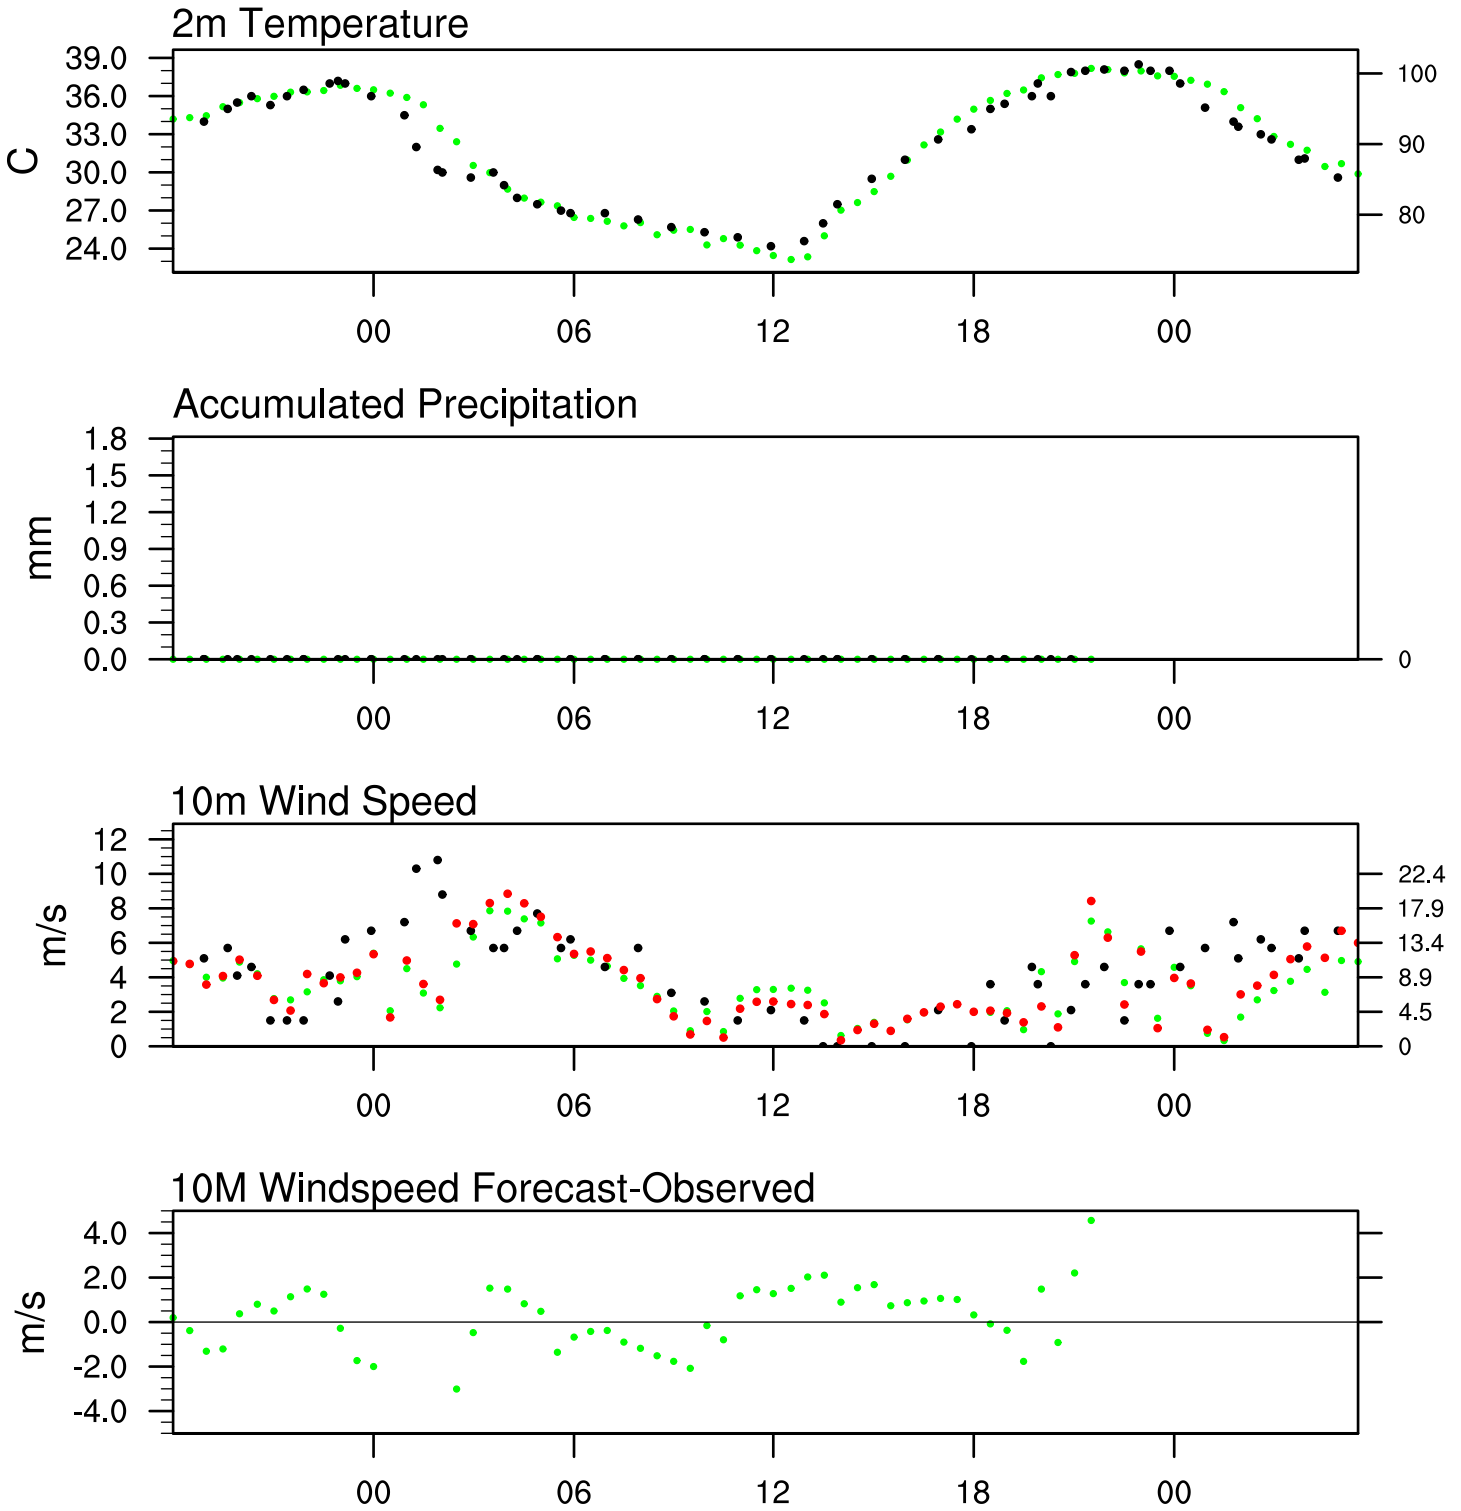 2m Temperature
39.0
36.0
33.0
30.0
27.0
24.0
C
100
90
80
00 06 12 18 00
Accumulated Precipitation
1.8
1.5
1.2
0.9
0.6
0.3
0.0
mm
0
00 06 12 18 00
10m Wind Speed
12
10
8
6
4
2
0
m/s
22.4
17.9
13.4
8.9
4.5
0
00 06 12 18 00
10M Windspeed Forecast-Observed
4.0
2.0
0.0
-2.0
-4.0
m/s
00 06 12 18 00